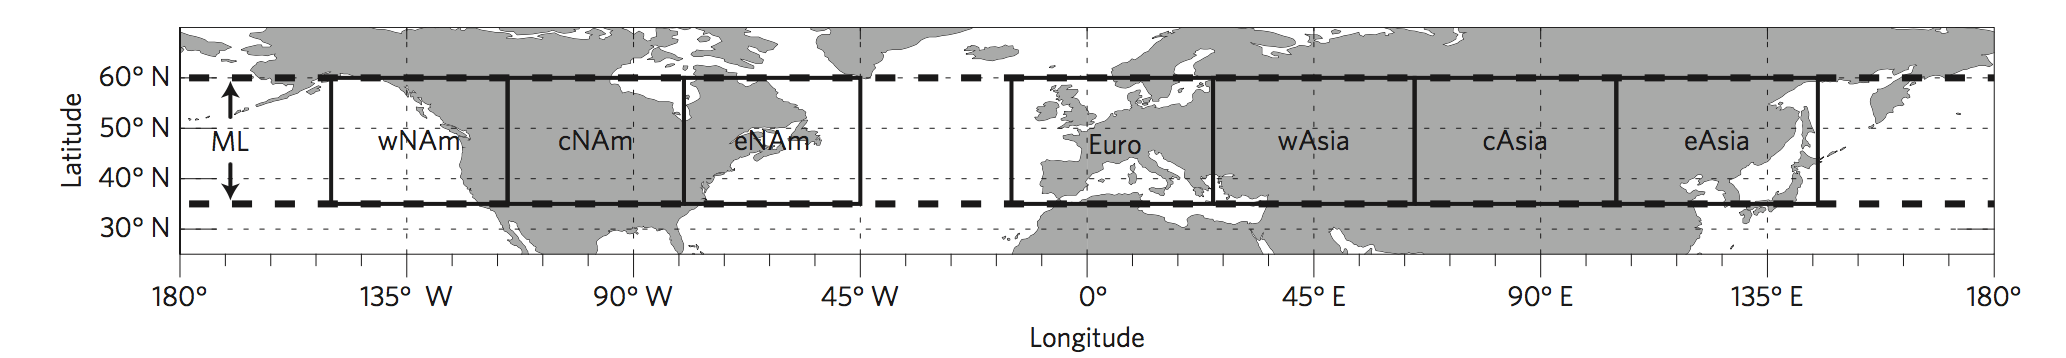 60° N
50° N
40° N
30° N
Latitude
ML
wNAm
cNAm
eNAm
Euro
wAsia
cAsia
eAsia
180°
135° W
90° W
45° W
0°
45° E
90° E
135° E
180°
Longitude